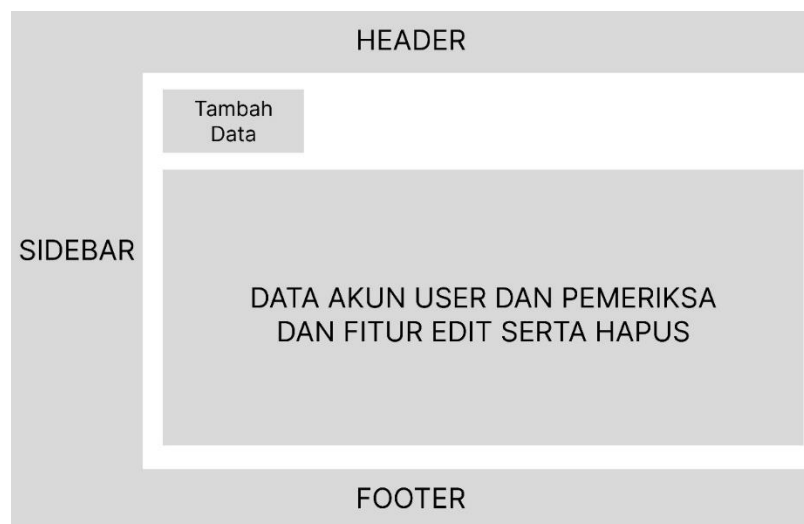 HEADER
Tambah
Data
SIDEBAR
DATA AKUN USER DAN PEMERIKSA
DAN FITUR EDIT SERTA HAPUS
FOOTER